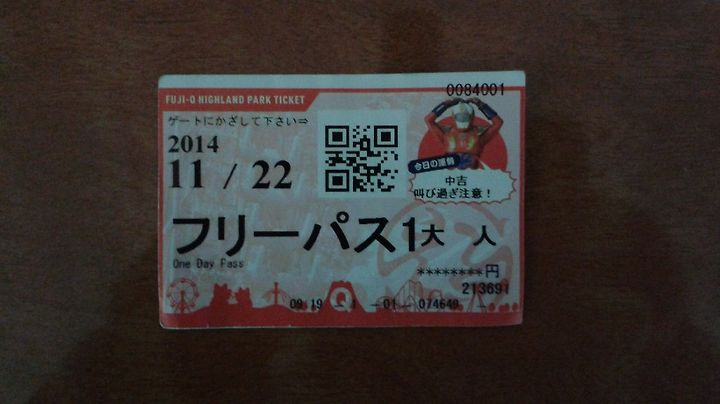 0084001
FUJI-Q HIGHLAND PARK TICKET
ゲートにかざして下さい⇒
2014
11 / 22
今日の運勢
中吉
叫び過ぎ注意！
フリーパス1大 人
One Day Pass
********円
213691
09 19 Q 1 -01- 074649 -